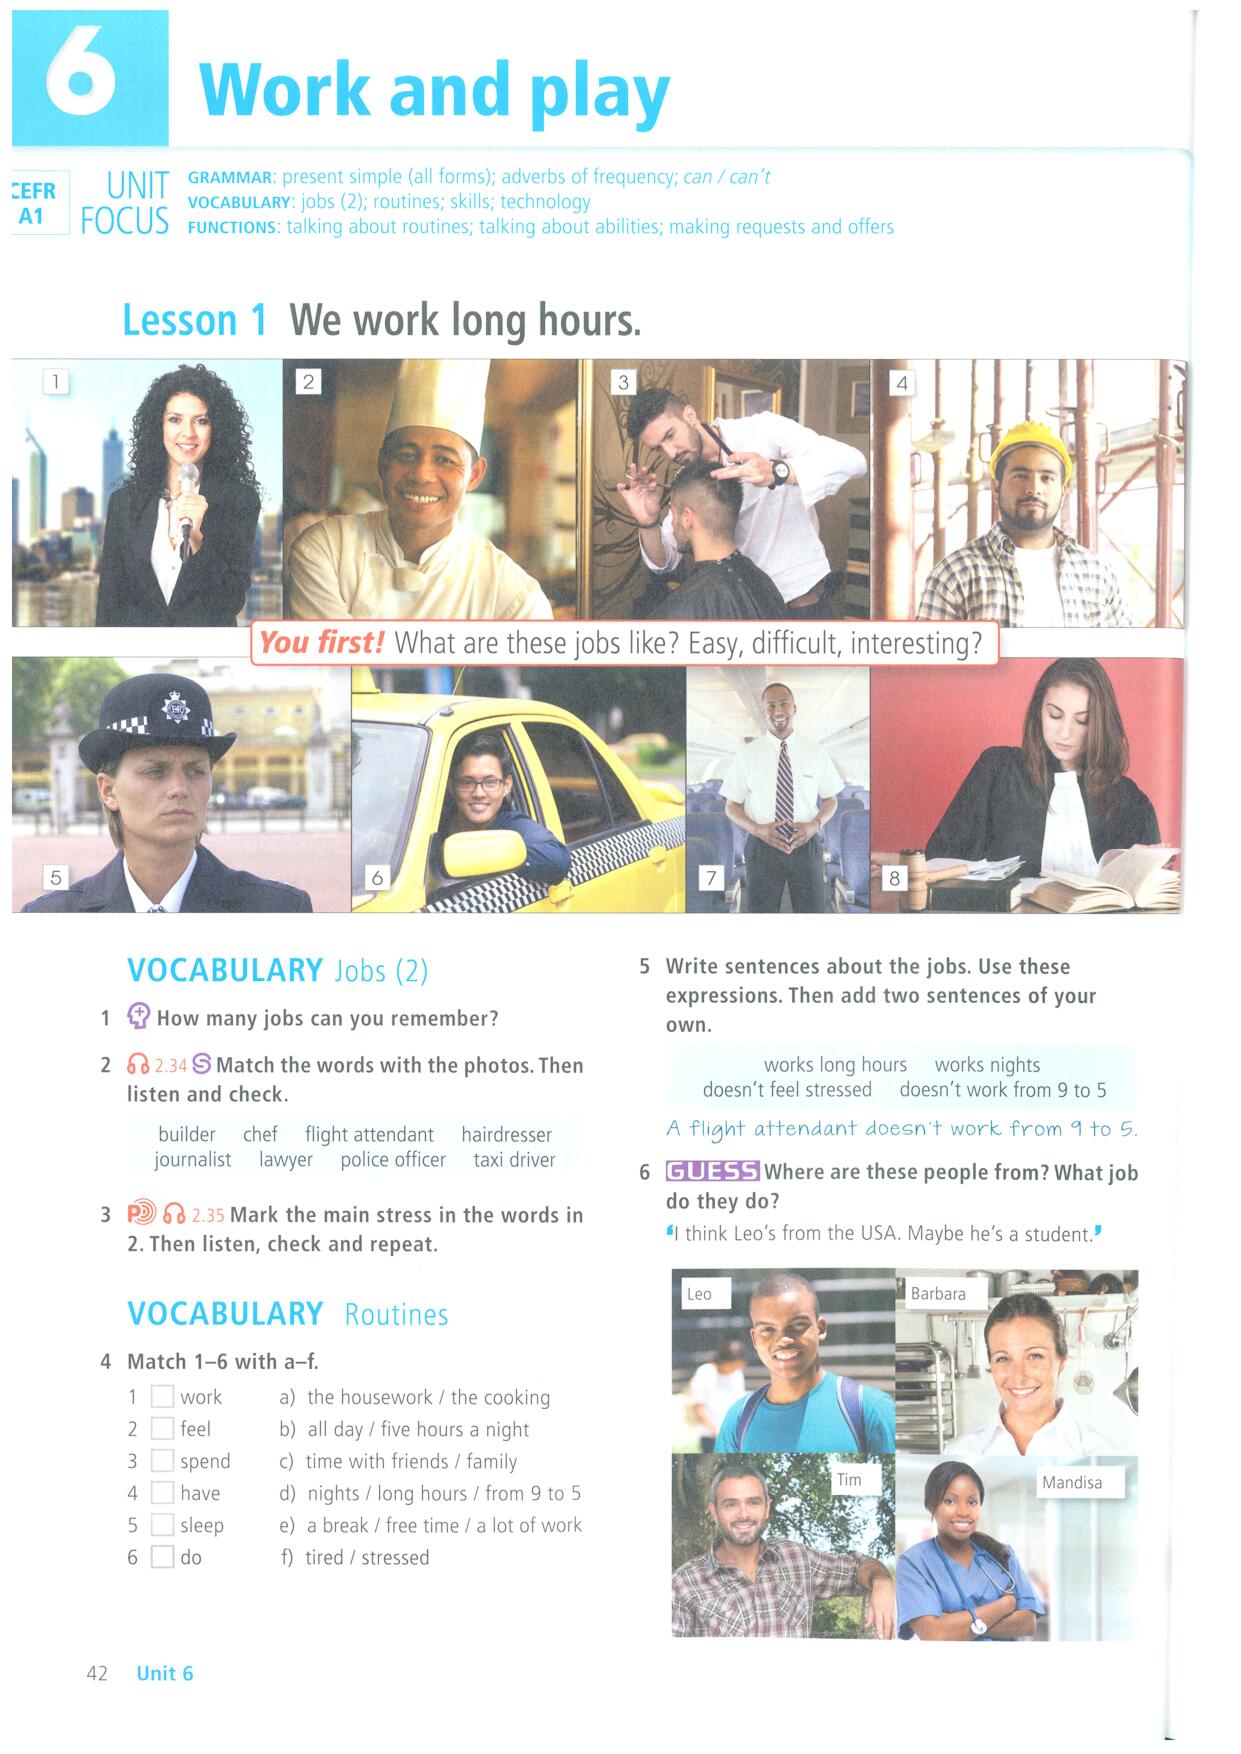 6
Work and play
CEFR
A1
UNIT
FOCUS
GRAMMAR: present simple (all forms); adverbs of frequency; can / can't
VOCABULARY: jobs (2); routines; skills; technology
FUNCTIONS: talking about routines; talking about abilities; making requests and offers
Lesson 1 We work long hours.
1
2
3
4
You first! What are these jobs like? Easy, difficult, interesting?
5
6
7
8
VOCABULARY Jobs (2)
1 How many jobs can you remember?
2 2.34 S Match the words with the photos. Then
listen and check.
builder chef flight attendant hairdresser
journalist lawyer police officer taxi driver
3 P 2.35 Mark the main stress in the words in
2. Then listen, check and repeat.
VOCABULARY Routines
4 Match 1–6 with a–f.
1 work a) the housework / the cooking
2 feel b) all day / five hours a night
3 spend c) time with friends / family
4 have d) nights / long hours / from 9 to 5
5 sleep e) a break / free time / a lot of work
6 do f) tired / stressed
5 Write sentences about the jobs. Use these
expressions. Then add two sentences of your
own.
works long hours works nights
doesn't feel stressed doesn't work from 9 to 5
A flight attendant doesn't work from 9 to 5.
6 GUESS Where are these people from? What job
do they do?
'I think Leo's from the USA. Maybe he's a student.'
Leo
Barbara
Tim
Mandisa
42 Unit 6